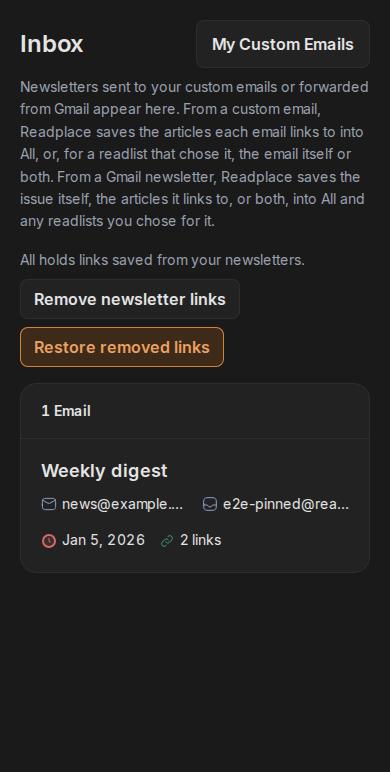 Inbox
My Custom Emails
Newsletters sent to your custom emails or forwarded
from Gmail appear here. From a custom email,
Readplace saves the articles each email links to into
All, or, for a readlist that chose it, the email itself or
both. From a Gmail newsletter, Readplace saves the
issue itself, the articles it links to, or both, into All and
any readlists you chose for it.
All holds links saved from your newsletters.
Remove newsletter links
Restore removed links
1 Email
Weekly digest
news@example.... e2e-pinned@rea...
Jan 5, 2026 2 links